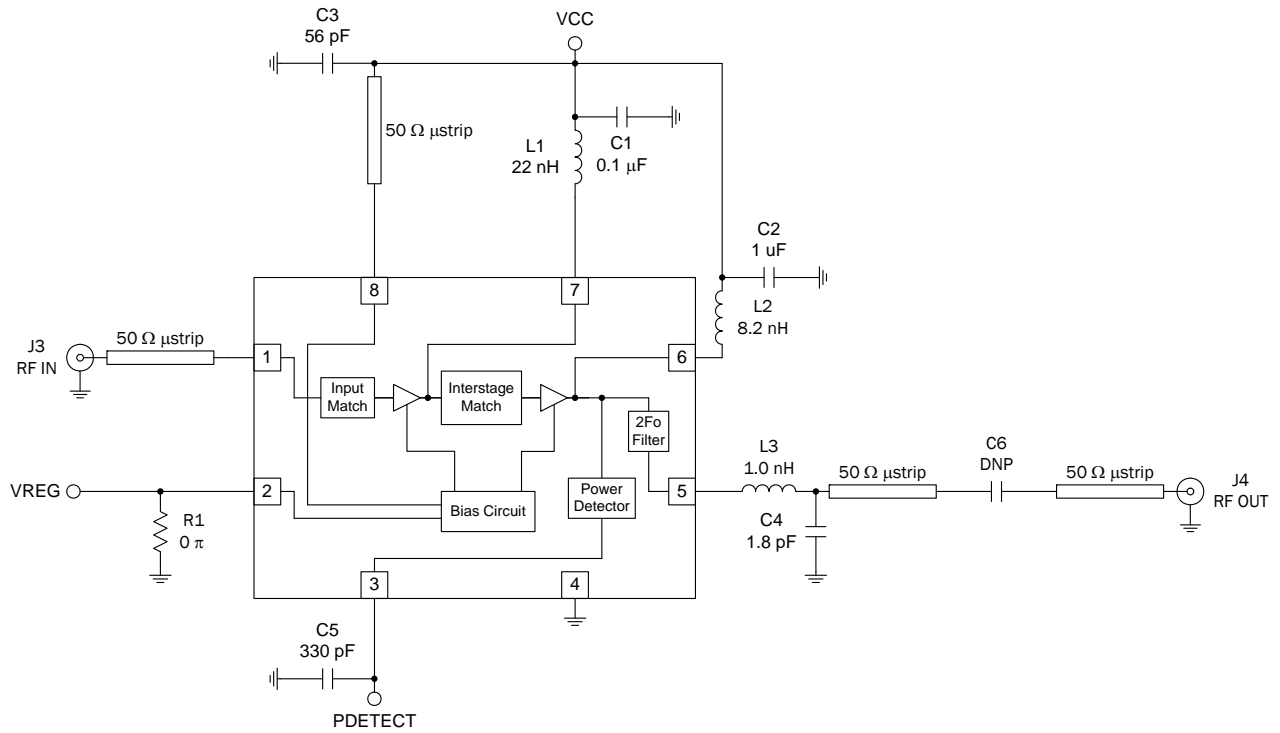 C3
56 pF
VCC
50 Ω μstrip
L1
22 nH
C1
0.1 μF
C2
1 uF
L2
8.2 nH
8
7
J3
RF IN
50 Ω μstrip
1
6
Input
Match
Interstage
Match
2Fo
Filter
L3
1.0 nH
50 Ω μstrip
C6
DNP
50 Ω μstrip
J4
RF OUT
VREG
2
R1
0 π
Bias Circuit
Power
Detector
5
C4
1.8 pF
3
4
C5
330 pF
PDETECT